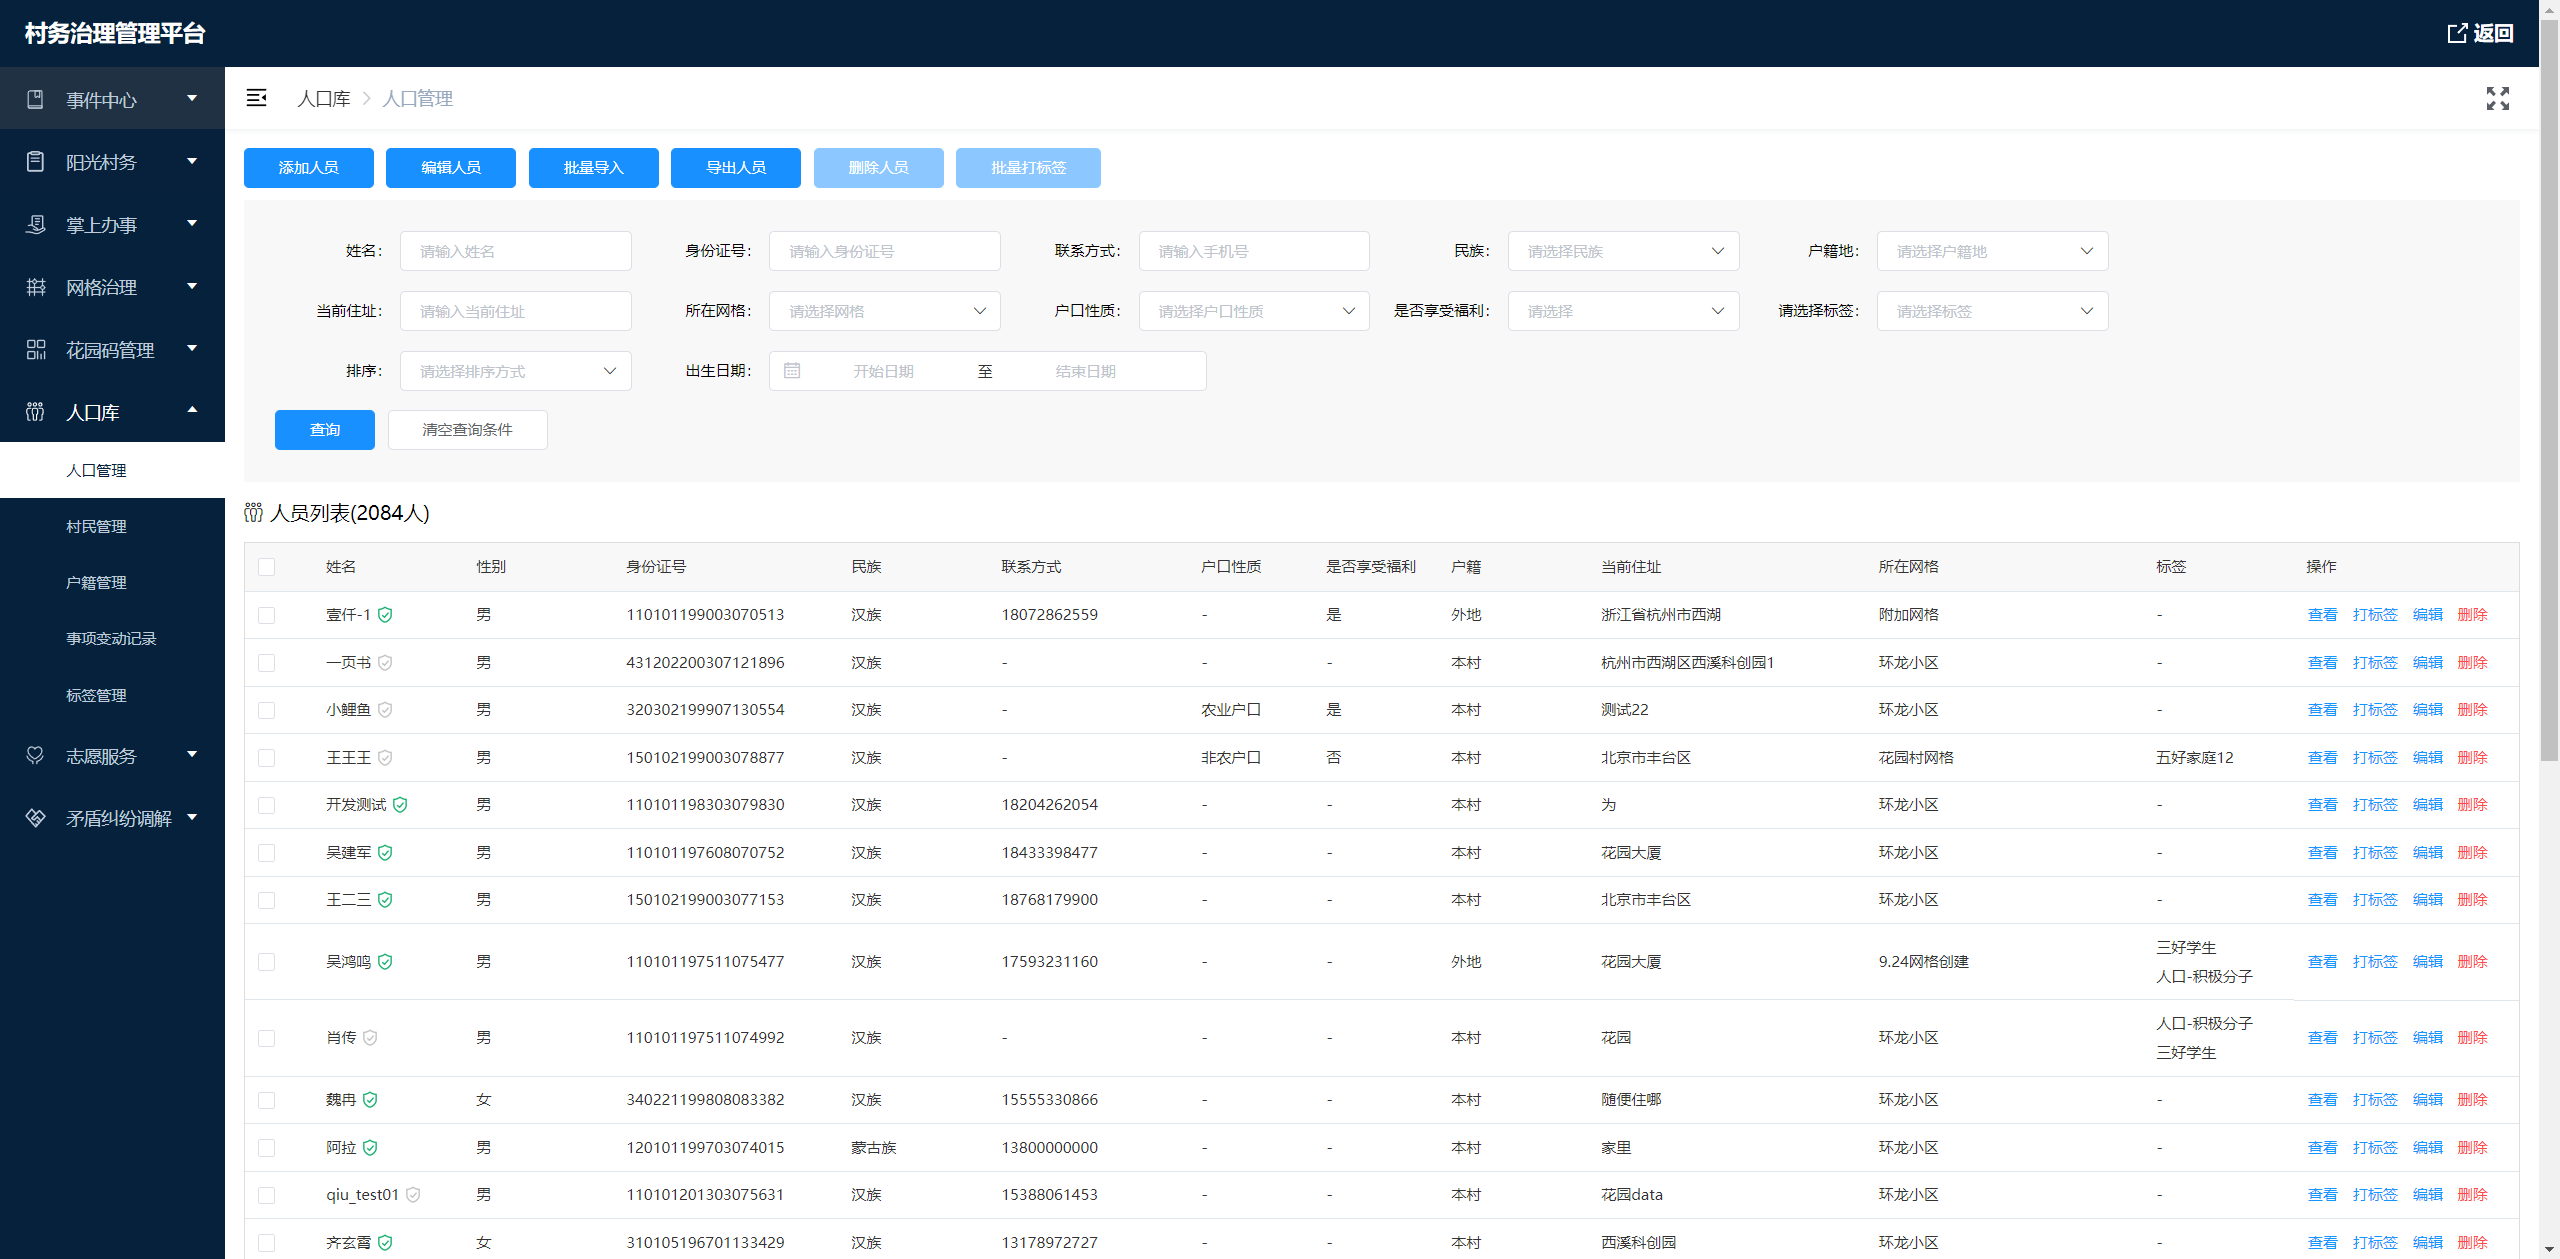 村务治理管理平台
返回
事件中心
阳光村务
掌上办事
网格治理
花园码管理
人口库
人口管理
村民管理
户籍管理
事项变动记录
标签管理
志愿服务
矛盾纠纷调解
人口库 > 人口管理
添加人员 编辑人员 批量导入 导出人员 删除人员 批量打标签
姓名: 请输入姓名 身份证号: 请输入身份证号 联系方式: 请输入手机号 民族: 请选择民族 户籍地: 请选择户籍地
当前住址: 请输入当前住址 所在网格: 请选择网格 户口性质: 请选择户口性质 是否享受福利: 请选择 请选择标签: 请选择标签
排序: 请选择排序方式 出生日期: 开始日期 至 结束日期
查询 清空查询条件
人员列表(2084人)
姓名 性别 身份证号 民族 联系方式 户口性质 是否享受福利 户籍 当前住址 所在网格 标签 操作
壹仟-1 男 110101199003070513 汉族 18072862559 - 是 外地 浙江省杭州市西湖 附加网格 - 查看 打标签 编辑 删除
一页书 男 431202200307121896 汉族 - - - 本村 杭州市西湖区西溪科创园1 环龙小区 - 查看 打标签 编辑 删除
小鲤鱼 男 320302199907130554 汉族 - 农业户口 是 本村 测试22 环龙小区 - 查看 打标签 编辑 删除
王王王 男 150102199003078877 汉族 - 非农户口 否 本村 北京市丰台区 花园村网格 五好家庭12 查看 打标签 编辑 删除
开发测试 男 110101198303079830 汉族 18204262054 - - 本村 为 环龙小区 - 查看 打标签 编辑 删除
吴建军 男 110101197608070752 汉族 18433398477 - - 本村 花园大厦 环龙小区 - 查看 打标签 编辑 删除
王二三 男 150102199003077153 汉族 18768179900 - - 本村 北京市丰台区 环龙小区 - 查看 打标签 编辑 删除
吴鸿鸣 男 110101197511075477 汉族 17593231160 - - 外地 花园大厦 9.24网格创建 三好学生 人口-积极分子 查看 打标签 编辑 删除
肖传 男 110101197511074992 汉族 - - - 本村 花园 环龙小区 人口-积极分子 三好学生 查看 打标签 编辑 删除
魏冉 女 340221199808083382 汉族 15555330866 - - 本村 随便住哪 环龙小区 - 查看 打标签 编辑 删除
阿拉 男 120101199703074015 蒙古族 13800000000 - - 本村 家里 环龙小区 - 查看 打标签 编辑 删除
qiu_test01 男 110101201303075631 汉族 15388061453 - - 本村 花园data 环龙小区 - 查看 打标签 编辑 删除
齐玄霄 女 310105196701133429 汉族 13178972727 - - 本村 西溪科创园 环龙小区 - 查看 打标签 编辑 删除